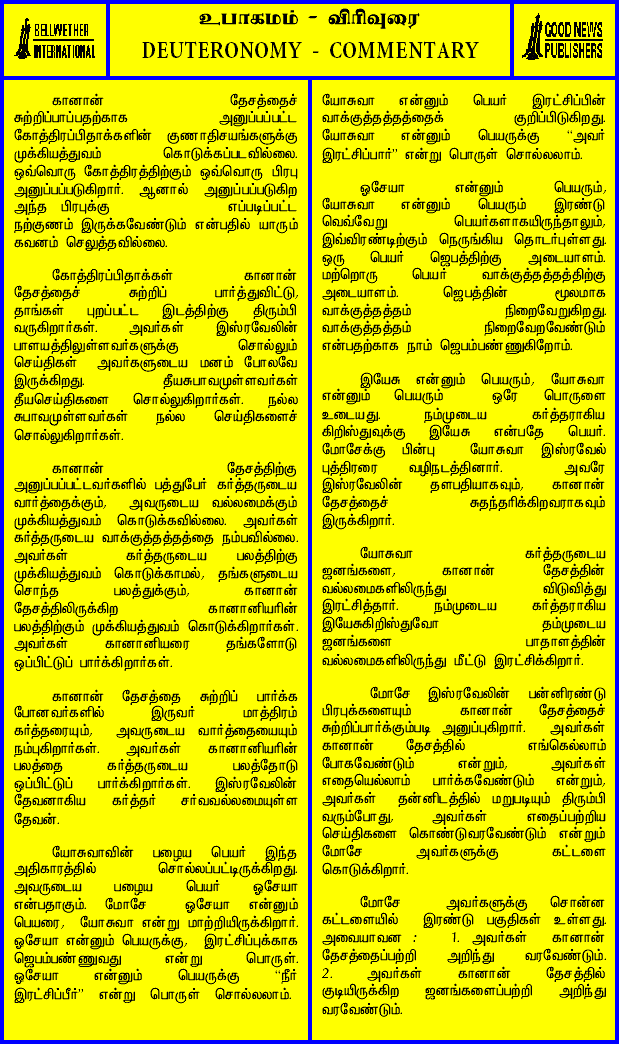 BELLWETHER
INTERNATIONAL
உபாகமம் - விரிவுரை
DEUTERONOMY - COMMENTARY
GOOD NEWS
PUBLISHERS
கானான் தேசத்தைச்
சுற்றிப்பாப்பதற்காக அனுப்பப்பட்ட
கோத்திரப்பிதாக்களின் குணாதிசயங்களுக்கு
முக்கியத்துவம் கொடுக்கப்படவில்லை.
ஒவ்வொரு கோத்திரத்திற்கும் ஒவ்வொரு பிரபு
அனுப்பப்படுகிறார். ஆனால் அனுப்பப்படுகிற
அந்த பிரபுக்கு எப்படிப்பட்ட
நற்குணம் இருக்கவேண்டும் என்பதில் யாரும்
கவனம் செலுத்தவில்லை.
கோத்திரப்பிதாக்கள் கானான்
தேசத்தைச் சுற்றிப் பார்த்துவிட்டு,
தாங்கள் புறப்பட்ட இடத்திற்கு திரும்பி
வருகிறார்கள். அவர்கள் இஸ்ரவேலின்
பாளயத்திலுள்ளவர்களுக்கு சொல்லும்
செய்திகள் அவர்களுடைய மனம் போலவே
இருக்கிறது. தீயசுபாவமுள்ளவர்கள்
தீயசெய்திகளை சொல்லுகிறார்கள். நல்ல
சுபாவமுள்ளவர்கள் நல்ல செய்திகளைச்
சொல்லுகிறார்கள்.
கானான் தேசத்திற்கு
அனுப்பப்பட்டவர்களில் பத்துபேர் கர்த்தருடைய
வார்த்தைக்கும், அவருடைய வல்லமைக்கும்
முக்கியத்துவம் கொடுக்கவில்லை. அவர்கள்
கர்த்தருடைய வாக்குத்தத்தத்தை நம்பவில்லை.
அவர்கள் கர்த்தருடைய பலத்திற்கு
முக்கியத்துவம் கொடுக்காமல், தங்களுடைய
சொந்த பலத்துக்கும், கானான்
தேசத்திலிருக்கிற கானானியரின்
பலத்திற்கும் முக்கியத்துவம் கொடுக்கிறார்கள்.
அவர்கள் கானானியரை தங்களோடு
ஒப்பிட்டுப் பார்க்கிறார்கள்.
கானான் தேசத்தை சுற்றிப் பார்க்க
போனவர்களில் இருவர் மாத்திரம்
கர்த்தரையும், அவருடைய வார்த்தையையும்
நம்புகிறார்கள். அவர்கள் கானானியரின்
பலத்தை கர்த்தருடைய பலத்தோடு
ஒப்பிட்டுப் பார்க்கிறார்கள். இஸ்ரவேலின்
தேவனாகிய கர்த்தர் சர்வவல்லமையுள்ள
தேவன்.
யோசுவாவின் பழைய பெயர் இந்த
அதிகாரத்தில் சொல்லப்பட்டிருக்கிறது.
அவருடைய பழைய பெயர் ஓசேயா
என்பதாகும். மோசே ஓசேயா என்னும்
பெயரை, யோசுவா என்று மாற்றியிருக்கிறார்.
ஓசேயா என்னும் பெயருக்கு, இரட்சிப்புக்காக
ஜெபம்பண்ணுவது என்று பொருள்.
ஓசேயா என்னும் பெயருக்கு “நீர்
இரட்சிப்பீர்” என்று பொருள் சொல்லலாம்.
யோசுவா என்னும் பெயர் இரட்சிப்பின்
வாக்குத்தத்தத்தைக் குறிப்பிடுகிறது.
யோசுவா என்னும் பெயருக்கு “அவர்
இரட்சிப்பார்” என்று பொருள் சொல்லலாம்.
ஓசேயா என்னும் பெயரும்,
யோசுவா என்னும் பெயரும் இரண்டு
வெவ்வேறு பெயர்களாகயிருந்தாலும்,
இவ்விரண்டிற்கும் நெருங்கிய தொடர்புள்ளது.
ஒரு பெயர் ஜெபத்திற்கு அடையாளம்.
மற்றொரு பெயர் வாக்குத்தத்தத்திற்கு
அடையாளம். ஜெபத்தின் மூலமாக
வாக்குத்தத்தம் நிறைவேறுகிறது.
வாக்குத்தத்தம் நிறைவேறவேண்டும்
என்பதற்காக நாம் ஜெபம்பண்ணுகிறோம்.
இயேசு என்னும் பெயரும், யோசுவா
என்னும் பெயரும் ஒரே பொருளை
உடையது. நம்முடைய கர்த்தராகிய
கிறிஸ்துவுக்கு இயேசு என்பதே பெயர்.
மோசேக்கு பின்பு யோசுவா இஸ்ரவேல்
புத்திரரை வழிநடத்தினார். அவரே
இஸ்ரவேலின் தளபதியாகவும், கானான்
தேசத்தைச் சுதந்தரிக்கிறவராகவும்
இருக்கிறார்.
யோசுவா கர்த்தருடைய
ஜனங்களை, கானான் தேசத்தின்
வல்லமைகளிலிருந்து விடுவித்து
இரட்சித்தார். நம்முடைய கர்த்தராகிய
இயேசுகிறிஸ்துவோ தம்முடைய
ஜனங்களை பாதாளத்தின்
வல்லமைகளிலிருந்து மீட்டு இரட்சிக்கிறார்.
மோசே இஸ்ரவேலின் பன்னிரண்டு
பிரபுக்களையும் கானான் தேசத்தைச்
சுற்றிப்பார்க்கும்படி அனுப்புகிறார். அவர்கள்
கானான் தேசத்தில் எங்கெல்லாம்
போகவேண்டும் என்றும், அவர்கள்
எதையெல்லாம் பார்க்கவேண்டும் என்றும்,
அவர்கள் தன்னிடத்தில் மறுபடியும் திரும்பி
வரும்போது, அவர்கள் எதைப்பற்றிய
செய்திகளை கொண்டுவரவேண்டும் என்றும்
மோசே அவர்களுக்கு கட்டளை
கொடுக்கிறார்.
மோசே அவர்களுக்கு சொன்ன
கட்டளையில் இரண்டு பகுதிகள் உள்ளது.
அவையாவன : 1. அவர்கள் கானான்
தேசத்தைப்பற்றி அறிந்து வரவேண்டும்.
2. அவர்கள் கானான் தேசத்தில்
குடியிருக்கிற ஜனங்களைப்பற்றி அறிந்து
வரவேண்டும்.